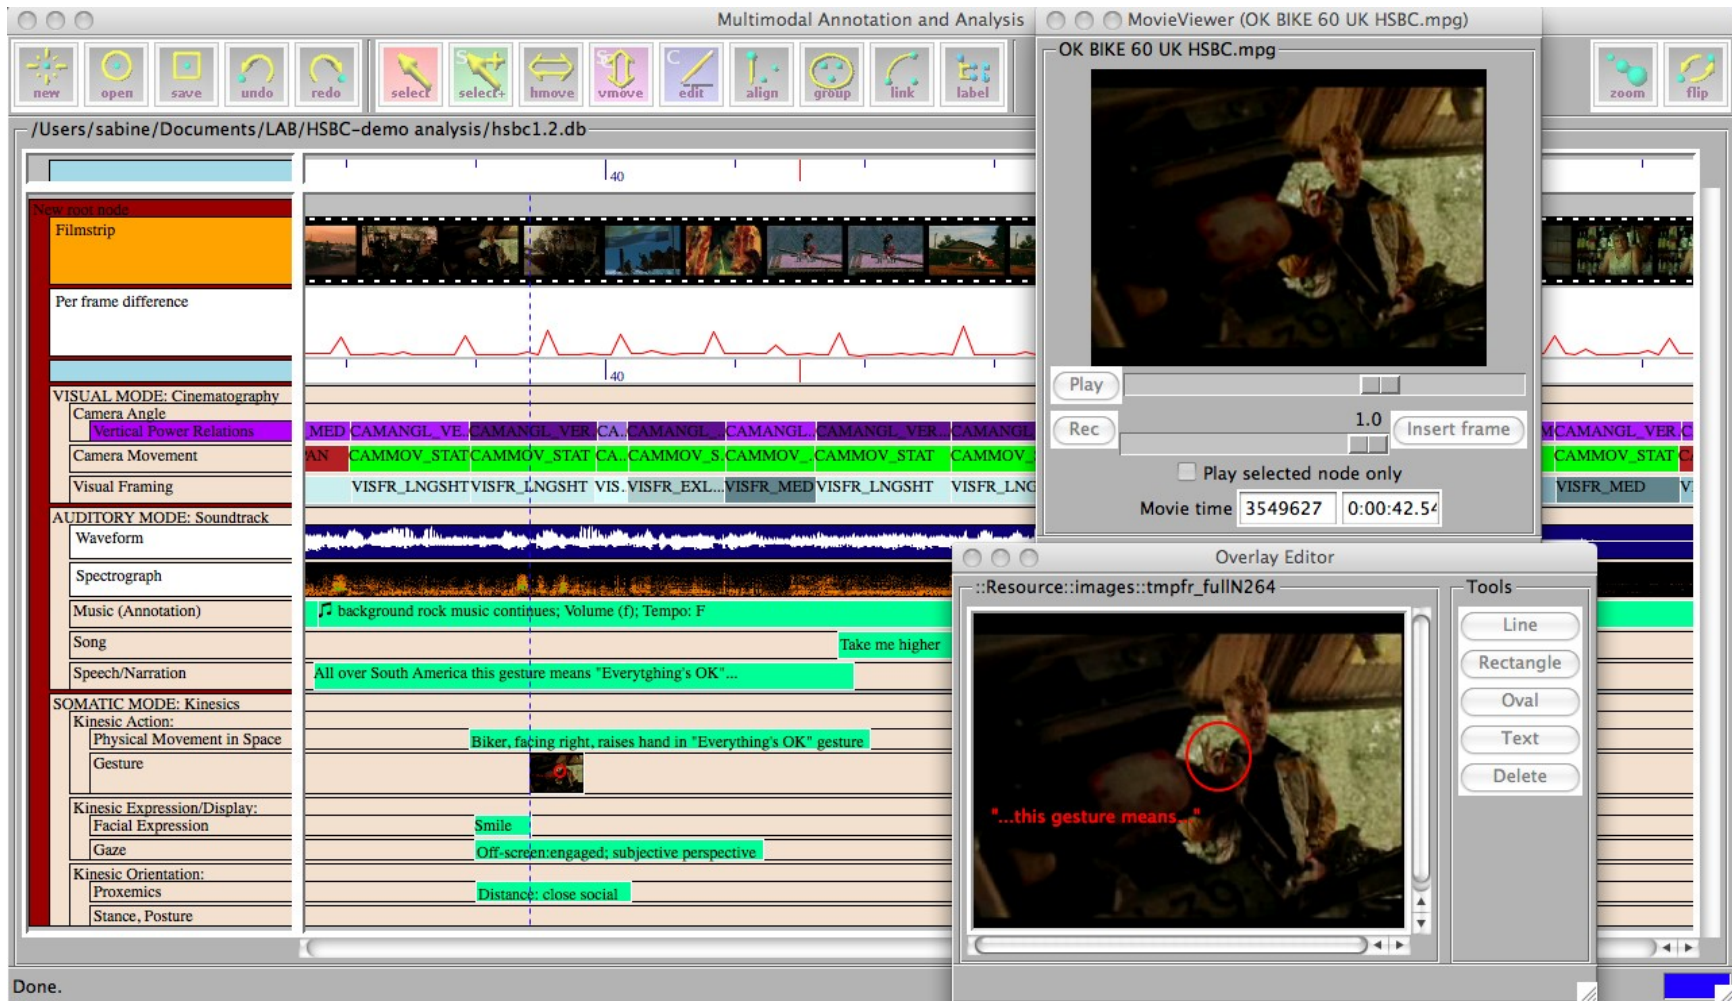 Multimodal Annotation and Analysis
MovieViewer (OK BIKE 60 UK HSBC.mpg)
new open save undo redo select select+ hmove vmove edit align group link label zoom flip
OK BIKE 60 UK HSBC.mpg
/Users/sabine/Documents/LAB/HSBC-demo analysis/hsbc1.2.db
40
New root node
Filmstrip
Per frame difference
40
Play
1.0
Rec
Insert frame
Play selected node only
Movie time 3549627 0:00:42.54
VISUAL MODE: Cinematography
Camera Angle
Vertical Power Relations _MED CAMANGL_VE.. CAMANGL_VER CA.. CAMANGL_.. CAMANGL.. CAMANGL_VER... CAMANGL CAMANGL_VER. C
Camera Movement PAN CAMMOV_STAT CAMMOV_STAT CA.. CAMMOV_S. CAMMOV_. CAMMOV_STAT CAMMOV_ CAMMOV_STAT
Visual Framing VISFR_LNGSHT VISFR_LNGSHT VIS. VISFR_EXL... VISFR_MED VISFR_LNGSHT VISFR_LNG VISFR_MED V
AUDITORY MODE: Soundtrack
Waveform
Spectrograph
Music (Annotation) background rock music continues; Volume (f); Tempo: F
Song Take me higher
Speech/Narration All over South America this gesture means "Everytghing's OK"...
SOMATIC MODE: Kinesics
Kinesic Action:
Physical Movement in Space Biker, facing right, raises hand in "Everything's OK" gesture
Gesture
Kinesic Expression/Display:
Facial Expression Smile
Gaze Off-screen:engaged; subjective perspective
Kinesic Orientation:
Proxemics Distance: close social
Stance, Posture
Overlay Editor
::Resource::images::tmpfr_fullN264
Tools
Line
Rectangle
Oval
Text
Delete
"...this gesture means..."
Done.